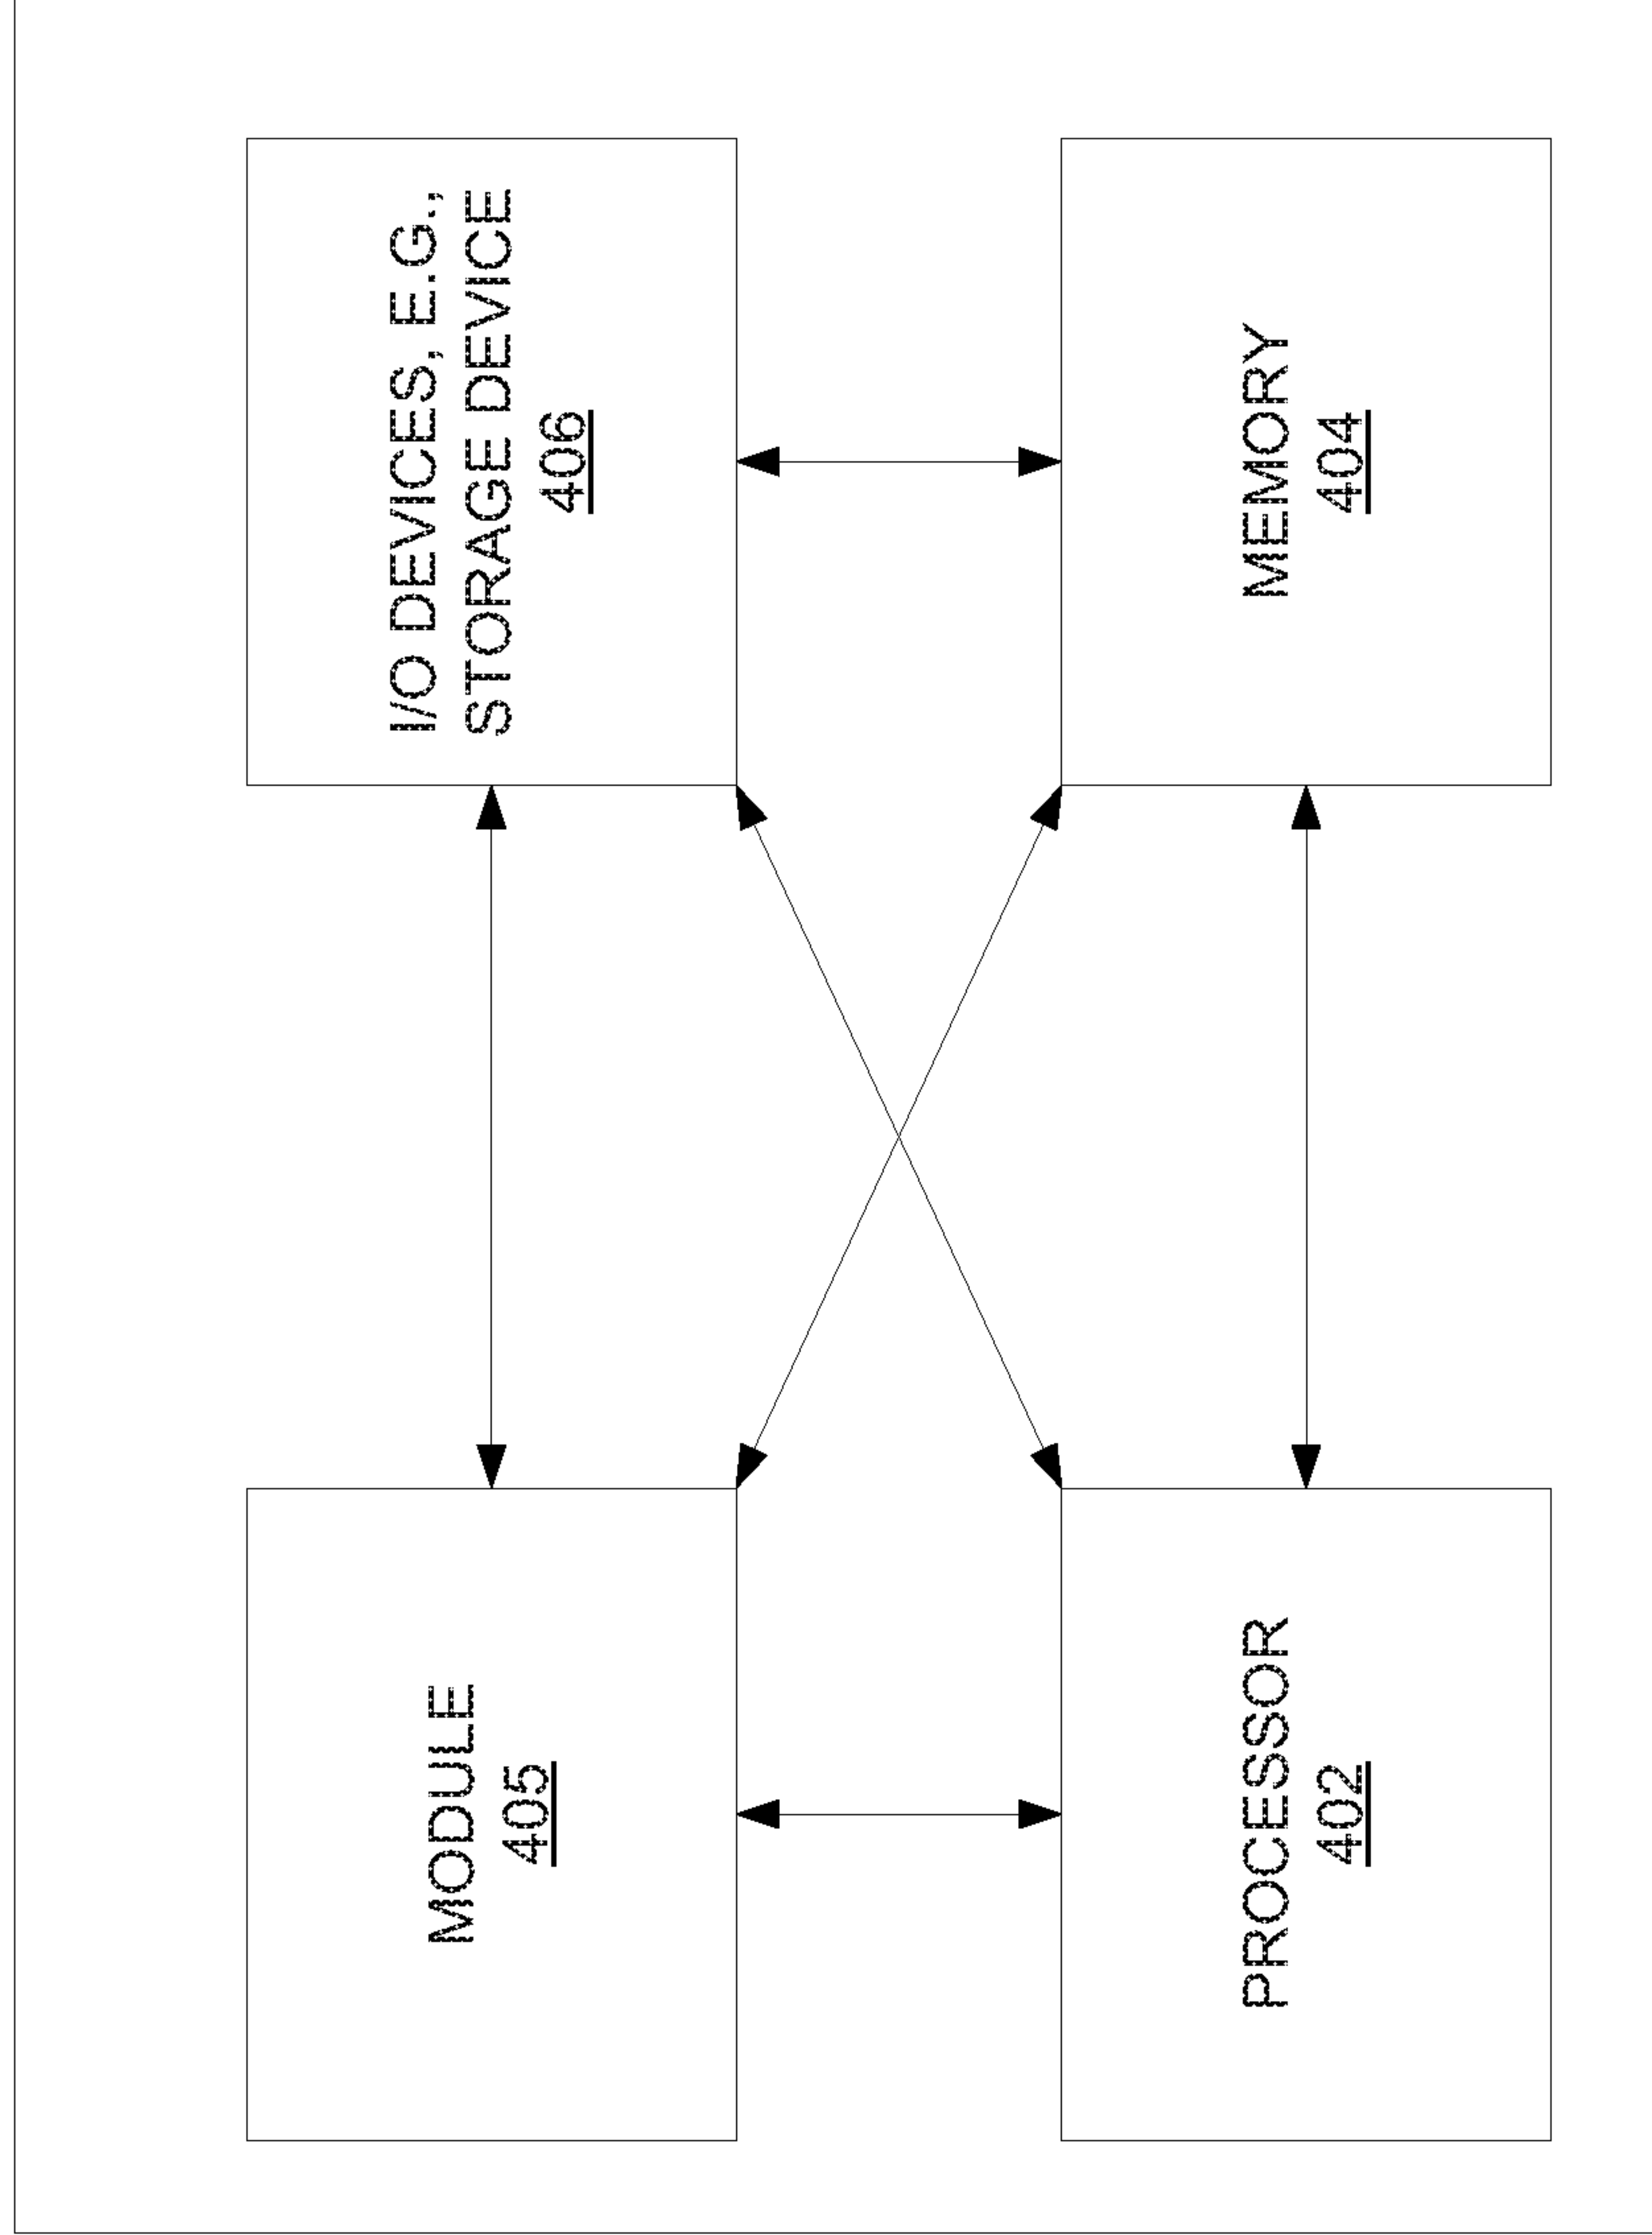 MODULE
405
I/O DEVICES, E.G.,
STORAGE DEVICE
406
PROCESSOR
402
MEMORY
404